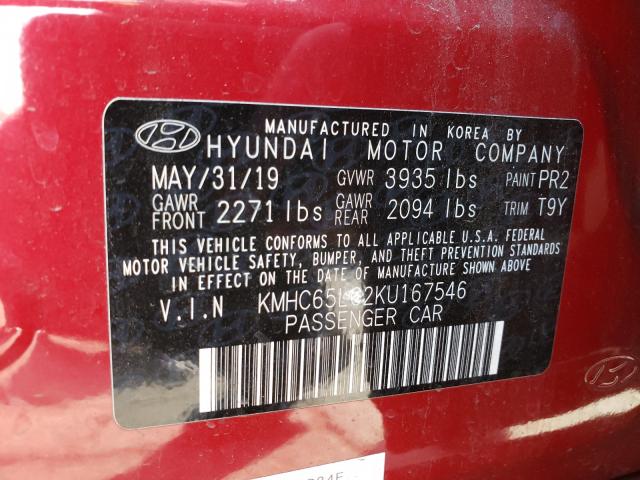 MANUFACTURED IN KOREA BY
HYUNDAI MOTOR COMPANY
MAY/31/19 GVWR 3935 lbs PAINT PR2
GAWR FRONT 2271 lbs GAWR REAR 2094 lbs TRIM T9Y
THIS VEHICLE CONFORMS TO ALL APPLICABLE U.S.A. FEDERAL
MOTOR VEHICLE SAFETY, BUMPER, AND THEFT PREVENTION STANDARDS
IN EFFECT ON THE DATE OF MANUFACTURE SHOWN ABOVE.
V.I.N
PASSENGER CAR